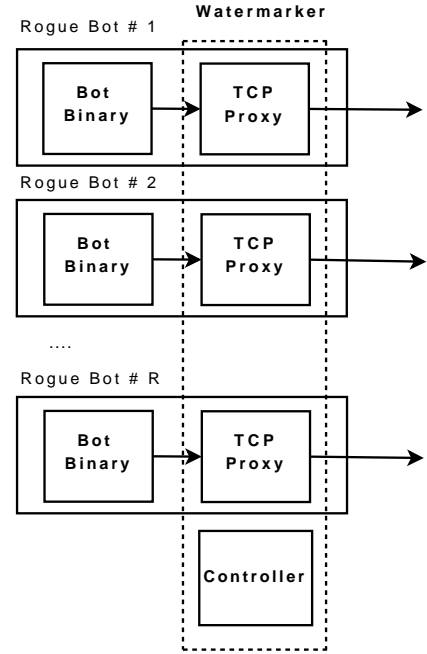 Watermarker
Rogue Bot # 1
Bot
Binary
TCP
Proxy
Rogue Bot # 2
Bot
Binary
TCP
Proxy
....
Rogue Bot # R
Bot
Binary
TCP
Proxy
Controller